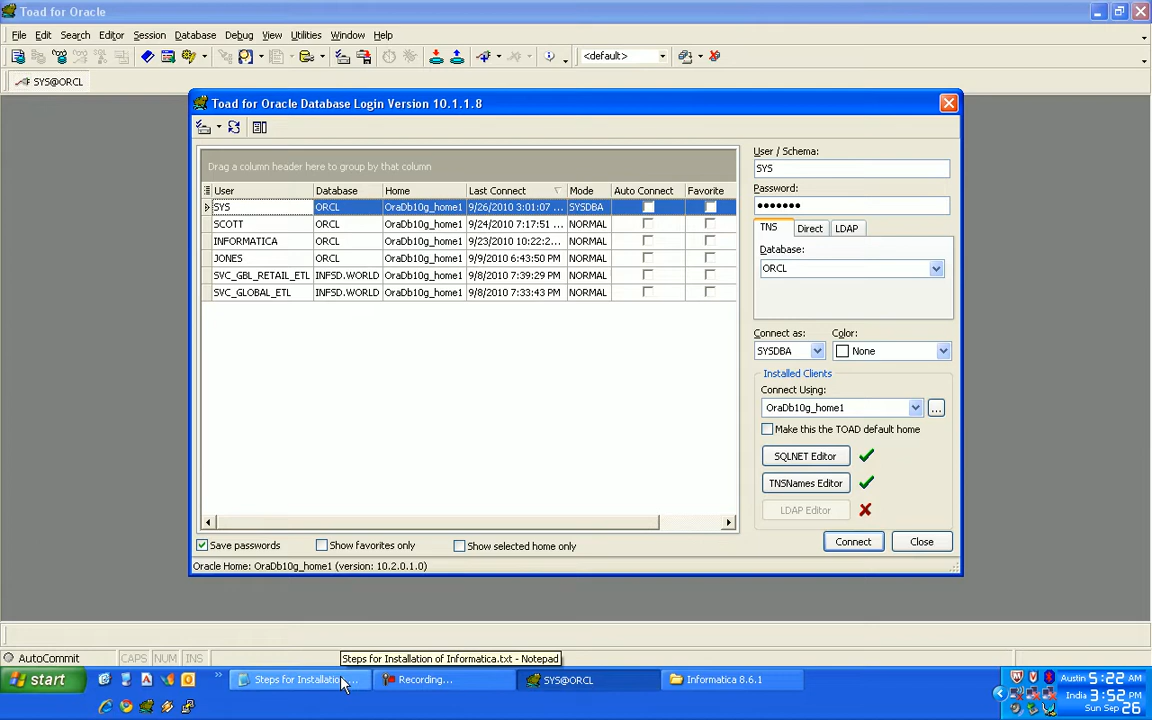 Toad for Oracle
File Edit Search Editor Session Database Debug View Utilities Window Help
<default>
SYS@ORCL
Toad for Oracle Database Login Version 10.1.1.8
Drag a column header here to group by that column
User Database Home Last Connect Mode Auto Connect Favorite
SYS ORCL OraDb10g_home1 9/26/2010 3:01:07 ... SYSDBA
SCOTT ORCL OraDb10g_home1 9/24/2010 7:17:51 ... NORMAL
INFORMATICA ORCL OraDb10g_home1 9/23/2010 10:22:2... NORMAL
JONES ORCL OraDb10g_home1 9/9/2010 6:43:50 PM NORMAL
SVC_GBL_RETAIL_ETL INFSD.WORLD OraDb10g_home1 9/8/2010 7:39:29 PM NORMAL
SVC_GLOBAL_ETL INFSD.WORLD OraDb10g_home1 9/8/2010 7:33:43 PM NORMAL
User / Schema:
SYS
Password:
•••••••
TNS Direct LDAP
Database:
ORCL
Connect as: Color:
SYSDBA None
Installed Clients
Connect Using:
OraDb10g_home1 ...
Make this the TOAD default home
SQLNET Editor
TNSNames Editor
LDAP Editor
Save passwords Show favorites only Show selected home only
Connect Close
Oracle Home: OraDb10g_home1 (version: 10.2.0.1.0)
AutoCommit CAPS NUM INS
Steps for Installation of Informatica.txt - Notepad
start Steps for Installation ... Recording... SYS@ORCL Informatica 8.6.1
Austin 5:22 AM
India 3:52 PM
Sun Sep 26